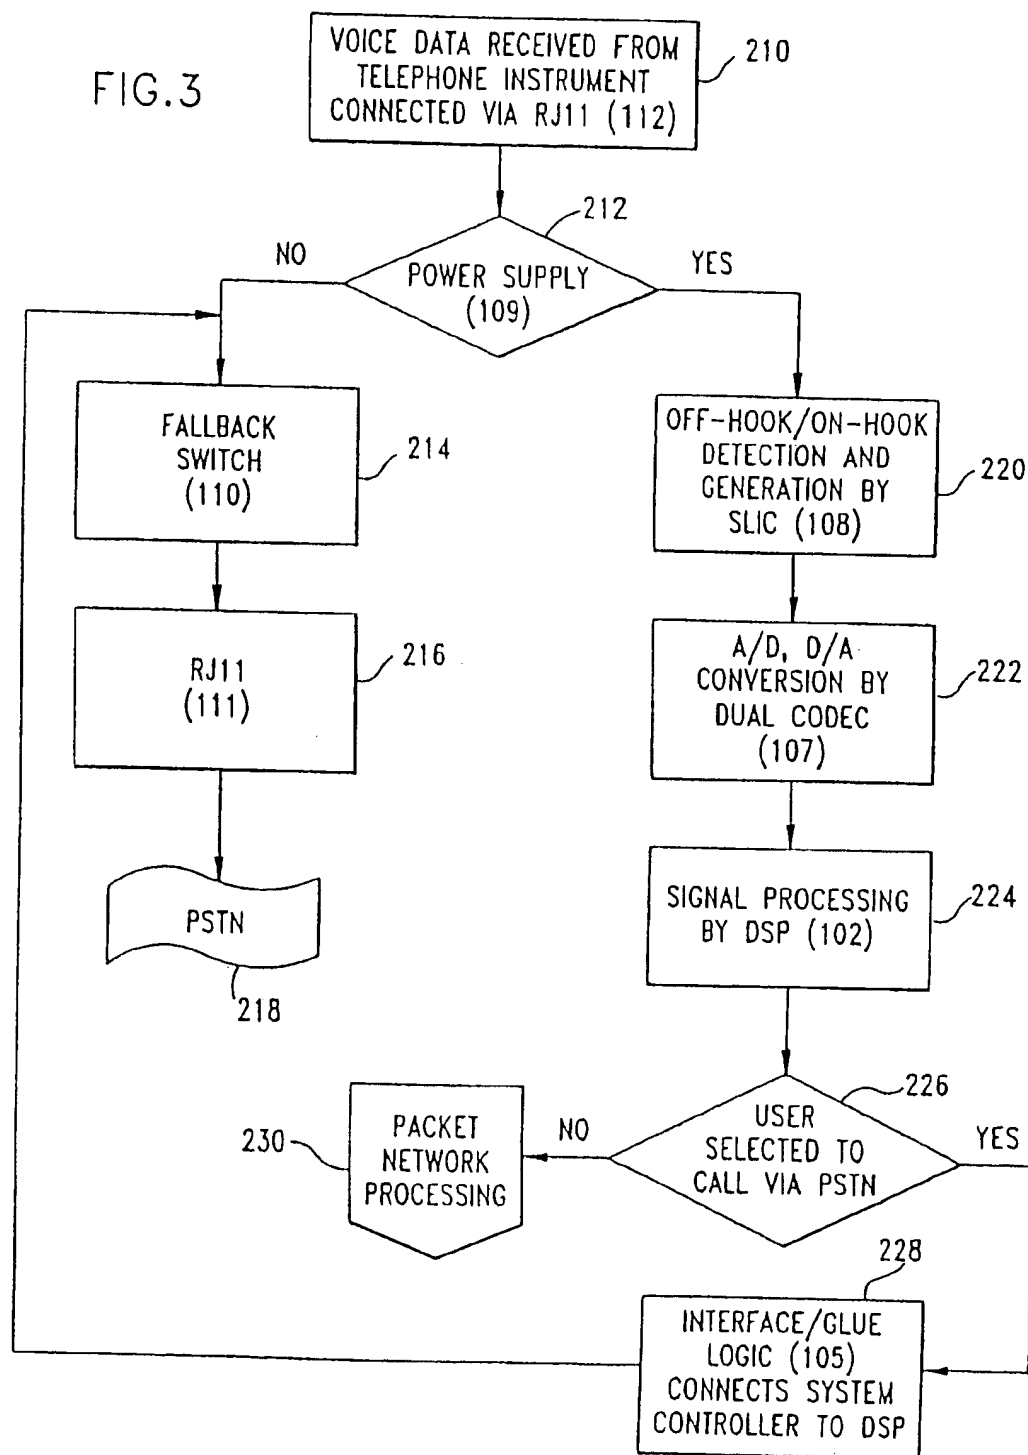 FIG.3
VOICE DATA RECEIVED FROM
TELEPHONE INSTRUMENT
CONNECTED VIA RJ11 (112)
210
212
NO
YES
POWER SUPPLY
(109)
FALLBACK
SWITCH
(110)
214
OFF-HOOK/ON-HOOK
DETECTION AND
GENERATION BY
SLIC (108)
220
RJ11
(111)
216
A/D, D/A
CONVERSION BY
DUAL CODEC
(107)
222
PSTN
218
SIGNAL PROCESSING
BY DSP (102)
224
226
USER
SELECTED TO
CALL VIA PSTN
NO
YES
230
PACKET
NETWORK
PROCESSING
228
INTERFACE/GLUE
LOGIC (105)
CONNECTS SYSTEM
CONTROLLER TO DSP